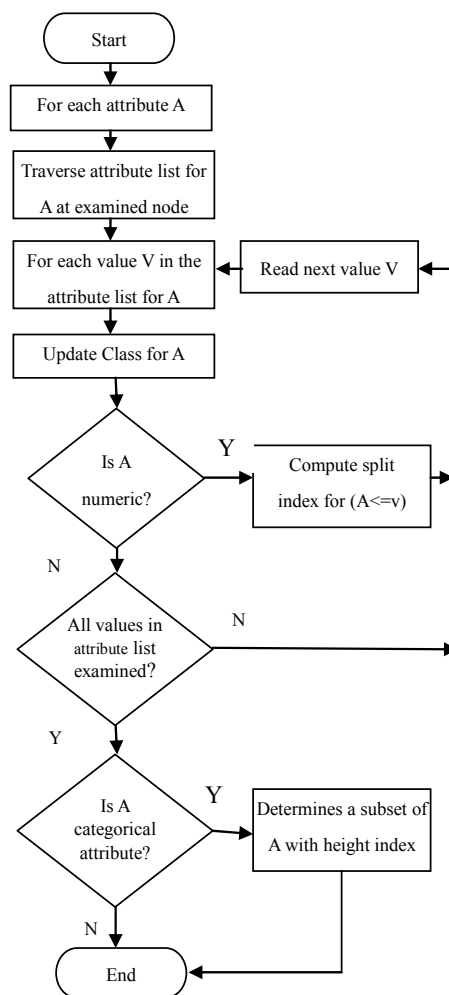 Start
For each attribute A
Traverse attribute list for
A at examined node
For each value V in the
attribute list for A
Read next value V
Update Class for A
Is A
numeric?
Y
Compute split
index for (A<=v)
N
All values in
attribute list
examined?
N
Y
Is A
categorical
attribute?
Y
Determines a subset of
A with height index
N
End